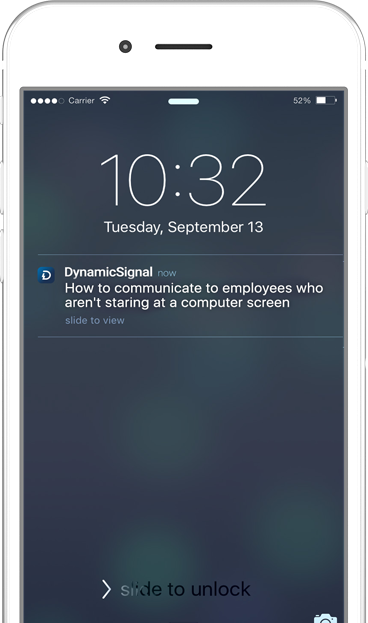 Carrier 52%
10:32
Tuesday, September 13
DynamicSignal now
How to communicate to employees who
aren't staring at a computer screen
slide to view
slide to unlock